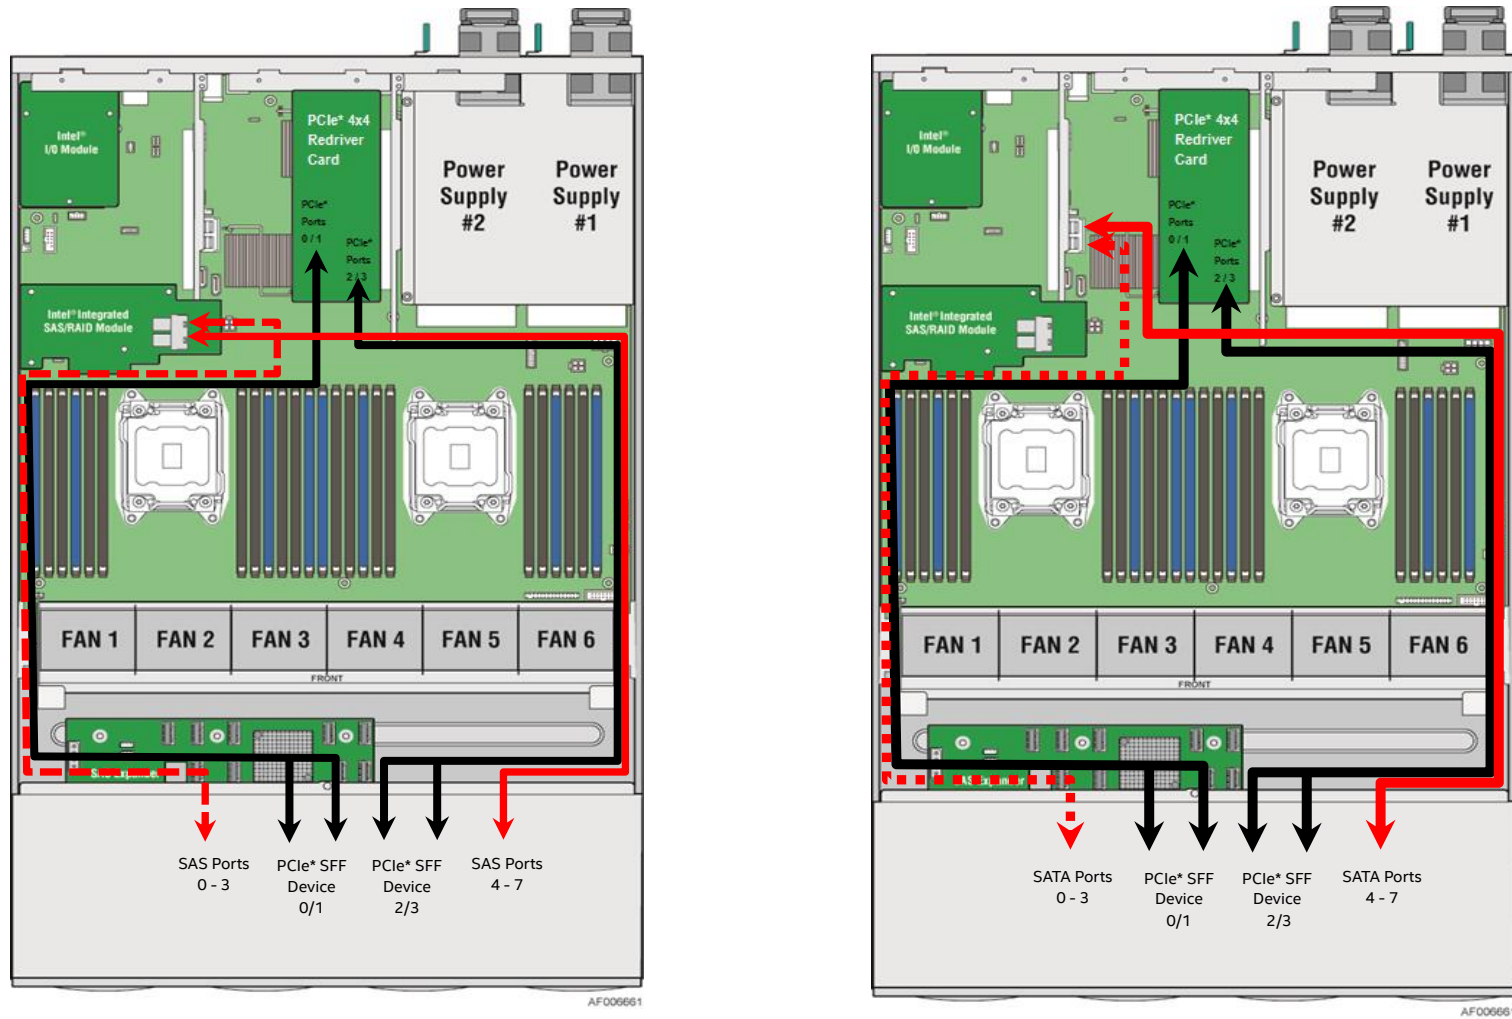 Intel®
I/O Module
PCIe* 4x4
Redriver
Card
PCIe*
Ports
0 / 1
PCIe*
Ports
2 / 3
Power
Supply
#2
Power
Supply
#1
Intel® Integrated
SAS/RAID Module
FAN 1
FAN 2
FAN 3
FAN 4
FAN 5
FAN 6
FRONT
SAS Expander
SAS Ports
0 - 3
PCIe* SFF
Device
0/1
PCIe* SFF
Device
2/3
SAS Ports
4 - 7
AF006661
Intel®
I/O Module
PCIe* 4x4
Redriver
Card
PCIe*
Ports
0 / 1
PCIe*
Ports
2 / 3
Power
Supply
#2
Power
Supply
#1
Intel® Integrated
SAS/RAID Module
FAN 1
FAN 2
FAN 3
FAN 4
FAN 5
FAN 6
FRONT
AS Expander
SATA Ports
0 - 3
PCIe* SFF
Device
0/1
PCIe* SFF
Device
2/3
SATA Ports
4 - 7
AF00666